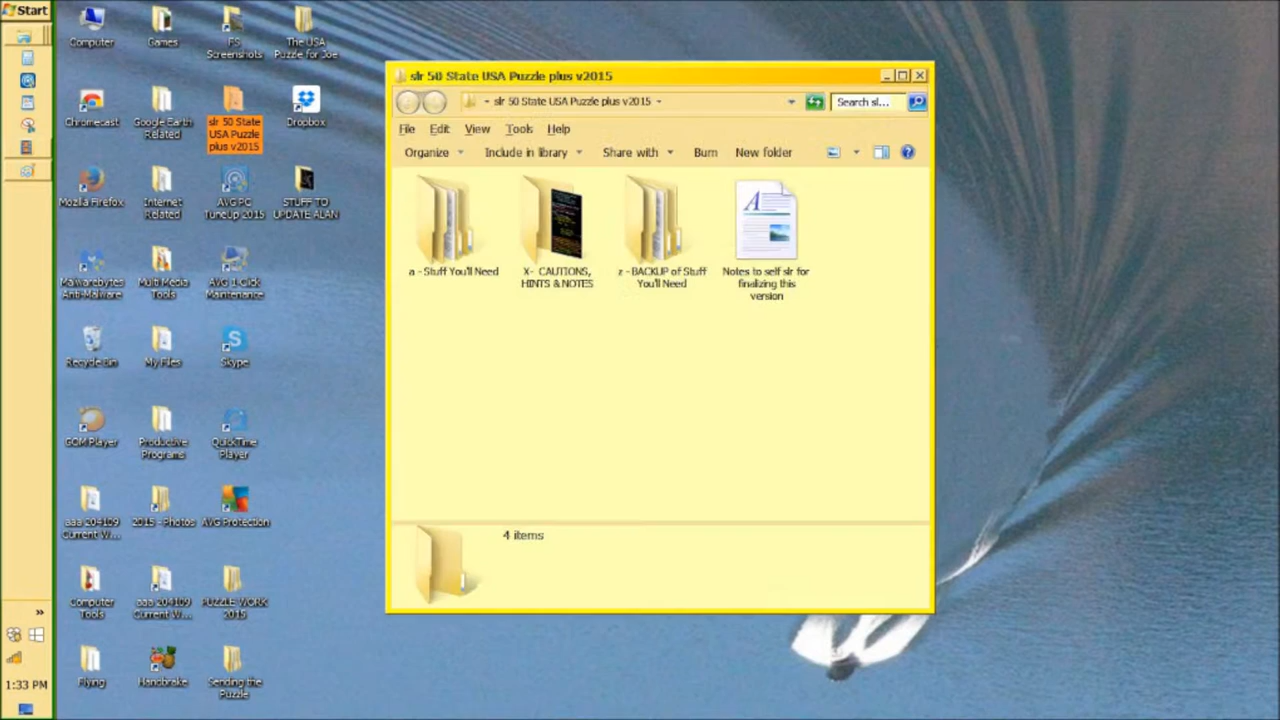 Start
Computer
Games
FS
Screenshots
The USA
Puzzle for Joe
Chromecast
Google Earth
Related
slr 50 State
USA Puzzle
plus v2015
Dropbox
Mozilla Firefox
Internet
Related
AVG PC
TuneUp 2015
STUFF TO
UPDATE ALAN
Malwarebytes
Anti-Malware
Multi Media
Tools
AVG 1-Click
Maintenance
Recycle Bin
My Files
Skype
GOM Player
Productive
Programs
QuickTime
Player
aaa 204109
Current W...
2015 - Photos
AVG Protection
Computer
Tools
aaa 204109
Current W...
PUZZLE WORK
2015
Flying
Handbrake
Sending the
Puzzle
»
1:33 PM
slr 50 State USA Puzzle plus v2015
slr 50 State USA Puzzle plus v2015
Search sl...
File Edit View Tools Help
Organize Include in library Share with Burn New folder
a - Stuff You'll Need
X- CAUTIONS,
HINTS & NOTES
z - BACKUP of Stuff
You'll Need
Notes to self slr for
finalizing this
version
4 items